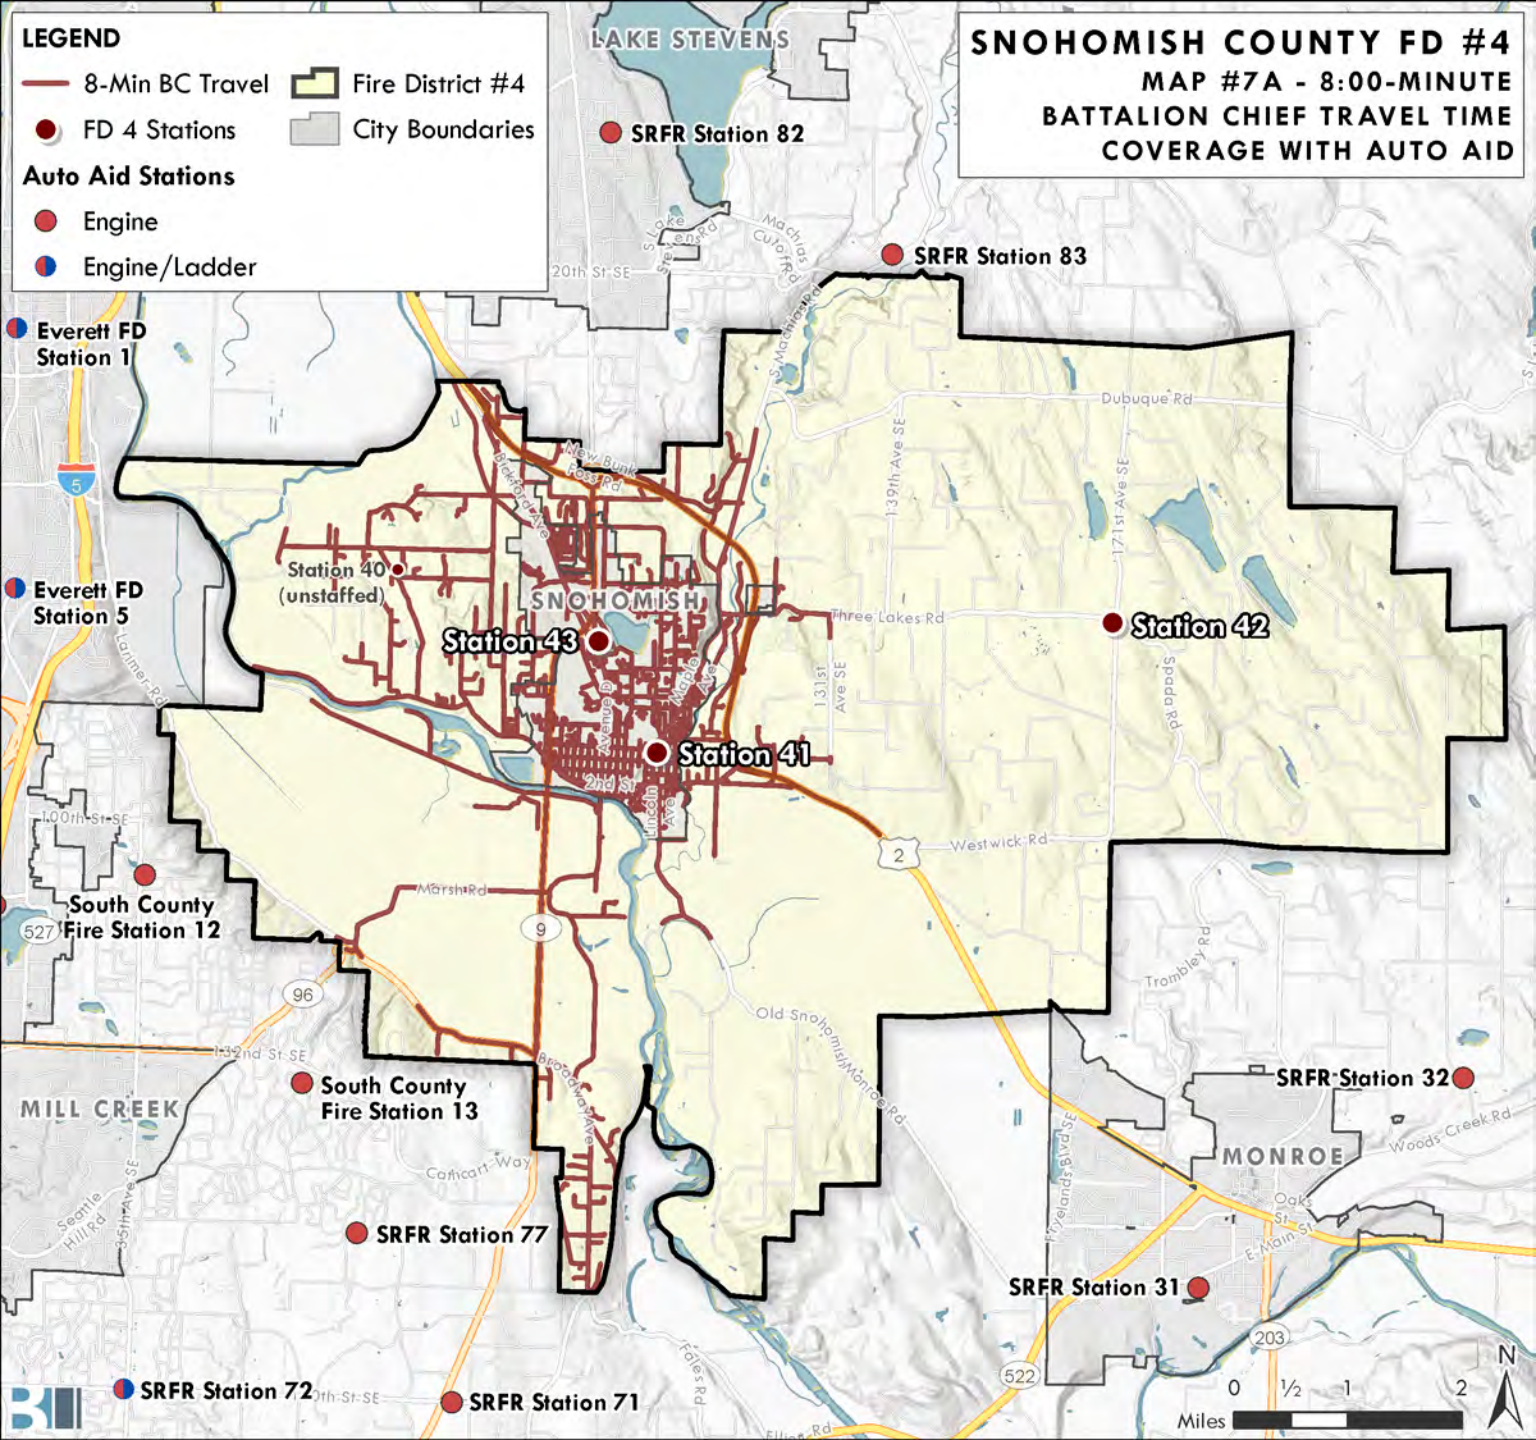 LEGEND
8-Min BC Travel
Fire District #4
FD 4 Stations
City Boundaries
Auto Aid Stations
Engine
Engine/Ladder
SNOHOMISH COUNTY FD #4
MAP #7A - 8:00-MINUTE
BATTALION CHIEF TRAVEL TIME
COVERAGE WITH AUTO AID
LAKE STEVENS
SRFR Station 82
S Lake
Stevens Rd
Machias
Cutoff Rd
20th St SE
SRFR Station 83
S Machias Rd
Everett FD
Station 1
Dubuque Rd
5
New Bunk
Foss Rd
Bickford Ave
139th Ave SE
171st Ave SE
Station 40
(unstaffed)
Everett FD
Station 5
SNOHOMISH
Three Lakes Rd
Station 42
Station 43
Larimer Rd
Maple
Ave
131st
Ave SE
Spada Rd
Avenue D
Station 41
2nd St
Lincoln
Ave
100th St SE
Westwick Rd
2
South County
Fire Station 12
527
Marsh Rd
9
Trombley Rd
96
Old Snohomish Monroe Rd
132nd St SE
Broadway Ave
South County
Fire Station 13
MILL CREEK
SRFR Station 32
Woods Creek Rd
MONROE
Fryelands Blvd SE
Cathcart Way
Seattle
Hill Rd
35th Ave SE
Oaks
St
E Main St
SRFR Station 77
SRFR Station 31
203
522
Fales Rd
SRFR Station 72
0th St SE
SRFR Station 71
Elliott Rd
N
0 ½ 1 2
Miles